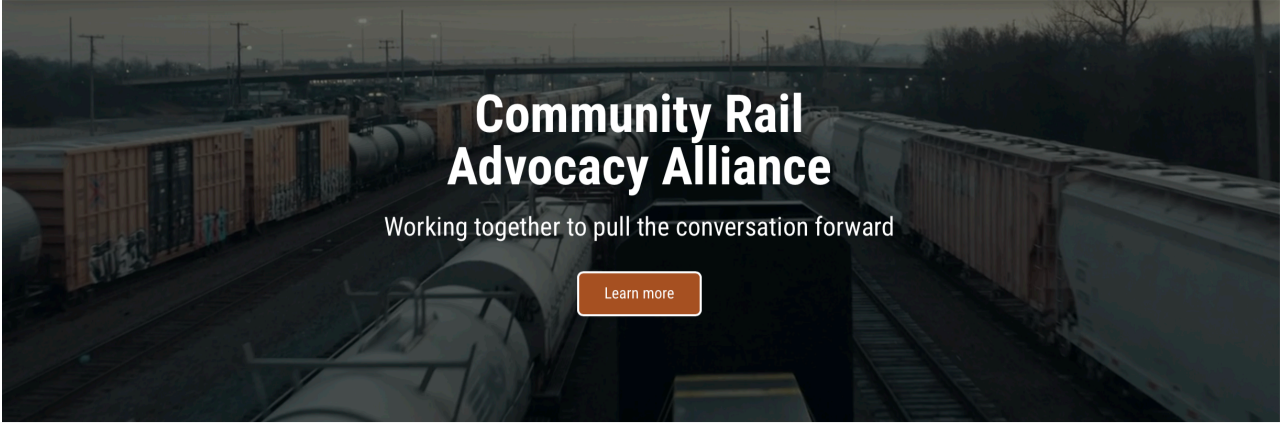 Community Rail
Advocacy Alliance
Working together to pull the conversation forward
Learn more